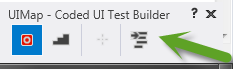 UIMap - Coded UI Test Builder